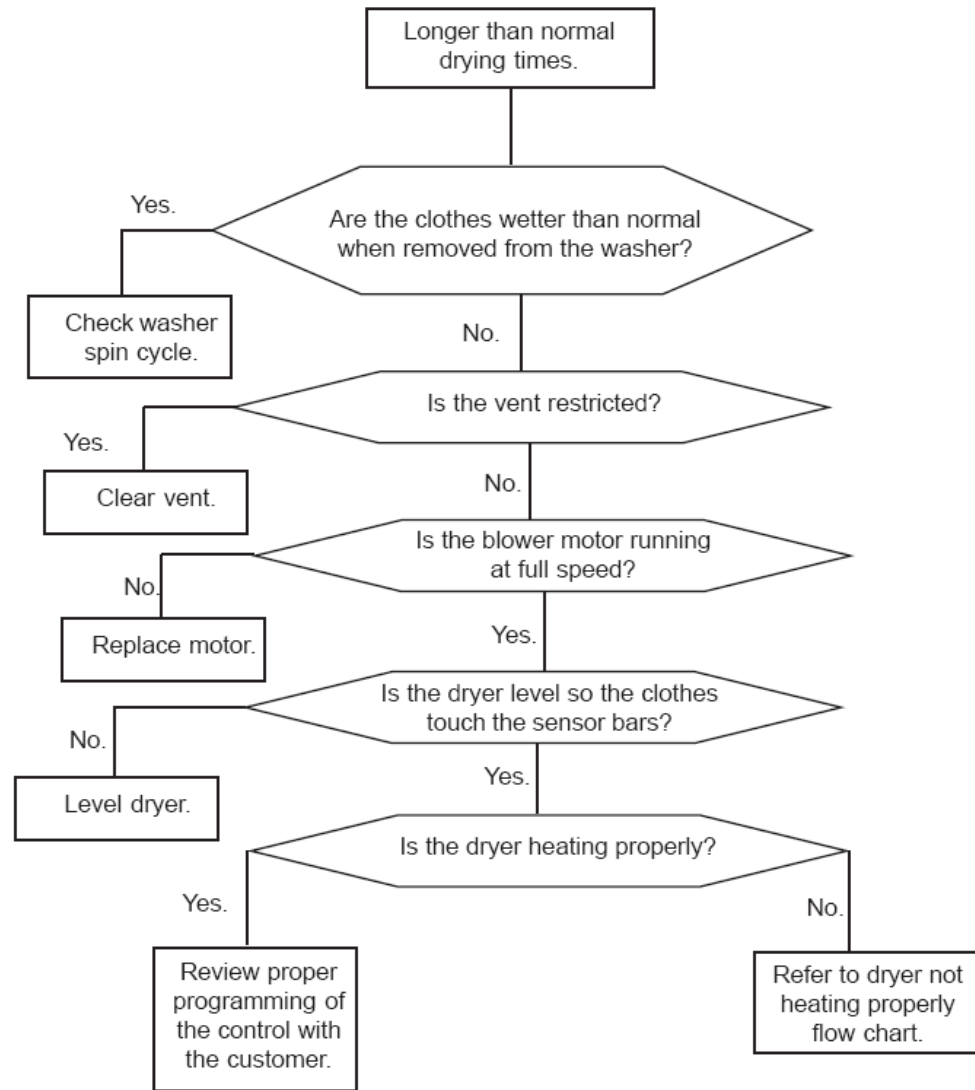 Longer than normal
drying times.
Are the clothes wetter than normal
when removed from the washer?
Yes.
Check washer
spin cycle.
No.
Is the vent restricted?
Yes.
Clear vent.
No.
Is the blower motor running
at full speed?
No.
Replace motor.
Yes.
Is the dryer level so the clothes
touch the sensor bars?
No.
Level dryer.
Yes.
Is the dryer heating properly?
Yes.
Review proper
programming of
the control with
the customer.
No.
Refer to dryer not
heating properly
flow chart.